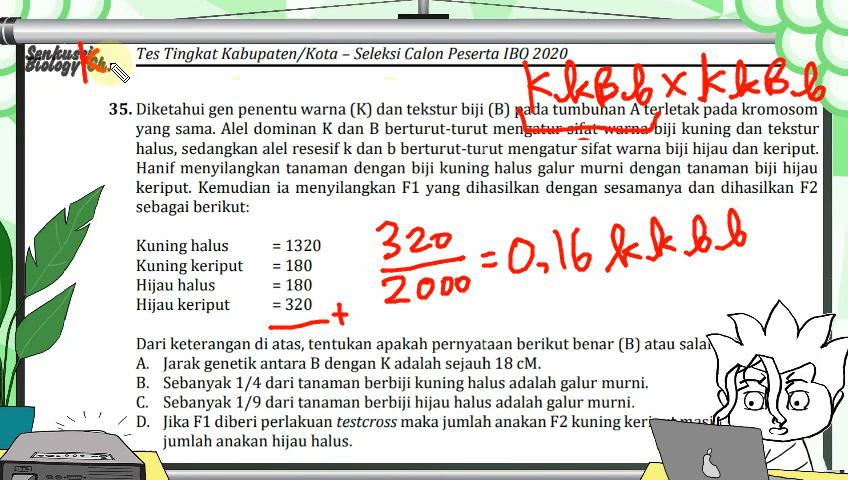 Senkussi
Biology Ch.
K
Tes Tingkat Kabupaten/Kota – Seleksi Calon Peserta IBO 2020
KkBb x KkBb
35. Diketahui gen penentu warna (K) dan tekstur biji (B) pada tumbuhan A terletak pada kromosom
yang sama. Alel dominan K dan B berturut-turut mengatur sifat warna biji kuning dan tekstur
halus, sedangkan alel resesif k dan b berturut-turut mengatur sifat warna biji hijau dan keriput.
Hanif menyilangkan tanaman dengan biji kuning halus galur murni dengan tanaman biji hijau
keriput. Kemudian ia menyilangkan F1 yang dihasilkan dengan sesamanya dan dihasilkan F2
sebagai berikut:
Kuning halus = 1320
Kuning keriput = 180
Hijau halus = 180
Hijau keriput = 320
+
320
2000
= 0,16 kkbb
Dari keterangan di atas, tentukan apakah pernyataan berikut benar (B) atau sala
A. Jarak genetik antara B dengan K adalah sejauh 18 cM.
B. Sebanyak 1/4 dari tanaman berbiji kuning halus adalah galur murni.
C. Sebanyak 1/9 dari tanaman berbiji hijau halus adalah galur murni.
D. Jika F1 diberi perlakuan testcross maka jumlah anakan F2 kuning
jumlah anakan hijau halus.